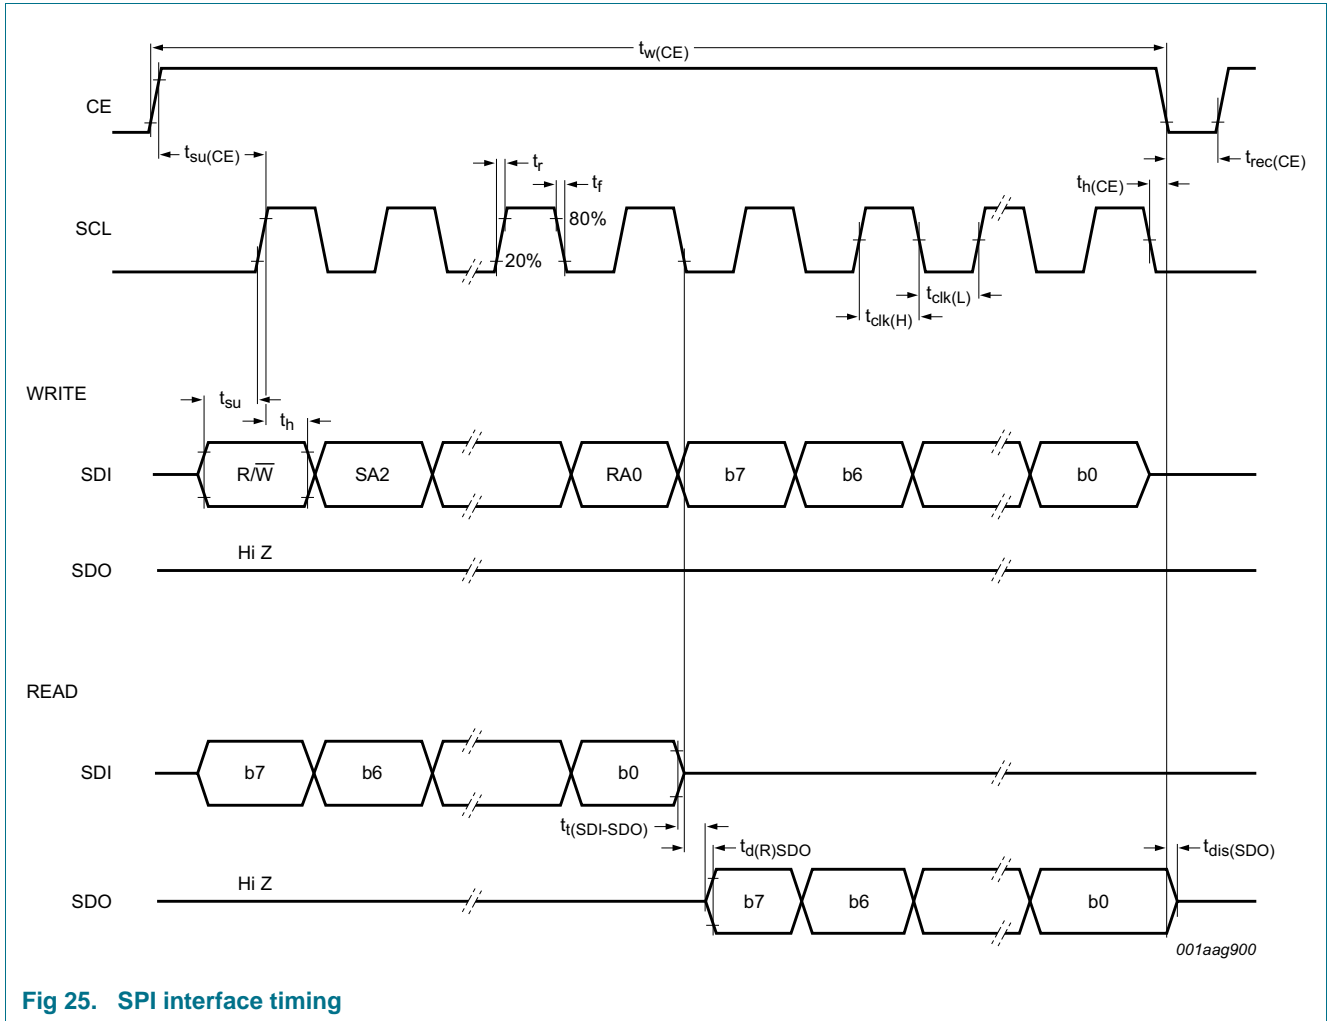 tw(CE)
CE
tsu(CE)
tr
trec(CE)
tf
th(CE)
SCL
80%
20%
tclk(L)
tclk(H)
WRITE
tsu
th
SDI R/W̅ SA2 RA0 b7 b6 b0
Hi Z
SDO
READ
SDI b7 b6 b0
tt(SDI-SDO)
td(R)SDO
tdis(SDO)
Hi Z
SDO b7 b6 b0
001aag900
Fig 25. SPI interface timing